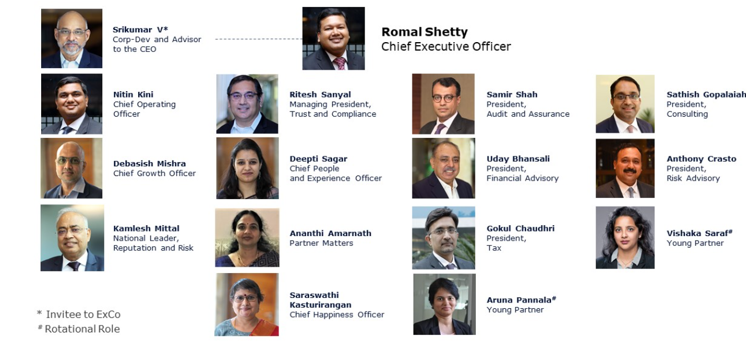 Srikumar V*
Corp-Dev and Advisor
to the CEO
Romal Shetty
Chief Executive Officer
Nitin Kini
Chief Operating
Officer
Ritesh Sanyal
Managing President,
Trust and Compliance
Samir Shah
President,
Audit and Assurance
Sathish Gopalaiah
President,
Consulting
Debasish Mishra
Chief Growth Officer
Deepti Sagar
Chief People
and Experience Officer
Uday Bhansali
President,
Financial Advisory
Anthony Crasto
President,
Risk Advisory
Kamlesh Mittal
National Leader,
Reputation and Risk
Ananthi Amarnath
Partner Matters
Gokul Chaudhri
President,
Tax
Vishaka Saraf#
Young Partner
Saraswathi
Kasturirangan
Chief Happiness Officer
Aruna Pannala#
Young Partner
* Invitee to ExCo
# Rotational Role